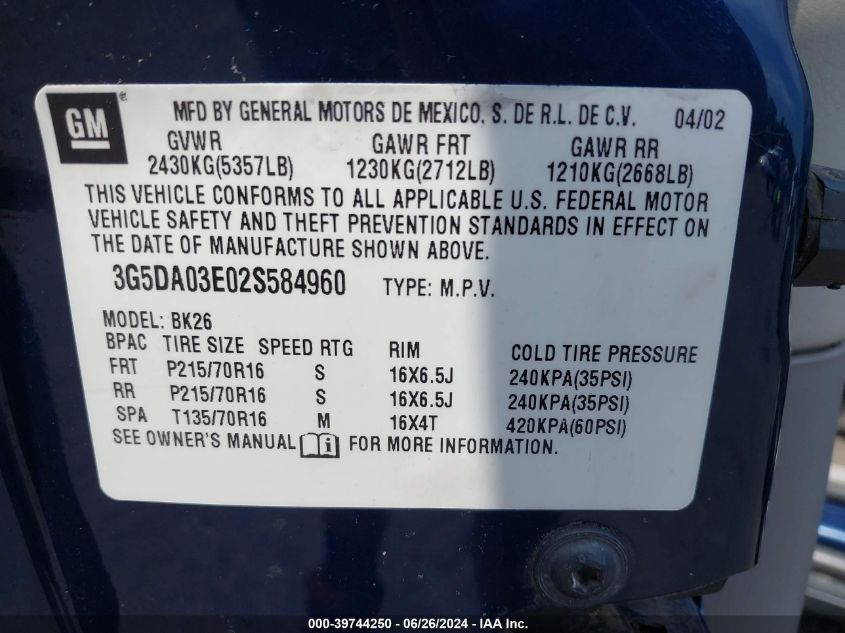 GM
MFD BY GENERAL MOTORS DE MEXICO, S. DE R.L. DE C.V. 04/02
GVWR GAWR FRT GAWR RR
2430KG(5357LB) 1230KG(2712LB) 1210KG(2668LB)
THIS VEHICLE CONFORMS TO ALL APPLICABLE U.S. FEDERAL MOTOR
VEHICLE SAFETY AND THEFT PREVENTION STANDARDS IN EFFECT ON
THE DATE OF MANUFACTURE SHOWN ABOVE.
3G5DA03E02S584960 TYPE: M.P.V.
MODEL: BK26
BPAC TIRE SIZE SPEED RTG RIM COLD TIRE PRESSURE
FRT P215/70R16 S 16X6.5J 240KPA(35PSI)
RR P215/70R16 S 16X6.5J 240KPA(35PSI)
SPA T135/70R16 M 16X4T 420KPA(60PSI)
SEE OWNER'S MANUAL i FOR MORE INFORMATION.
000-39744250 - 06/26/2024 - IAA Inc.